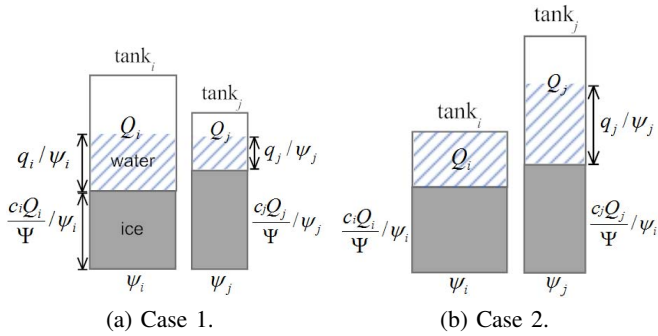 tank_i
tank_j
Q_i
Q_j
q_i/ψ_i
water
q_j/ψ_j
c_iQ_i/Ψ/ψ_i
ice
c_jQ_j/Ψ/ψ_j
ψ_i
ψ_j
(a) Case 1.
tank_j
tank_i
Q_j
q_j/ψ_j
Q_i
c_iQ_i/Ψ/ψ_i
c_jQ_j/Ψ/ψ_j
ψ_i
ψ_j
(b) Case 2.